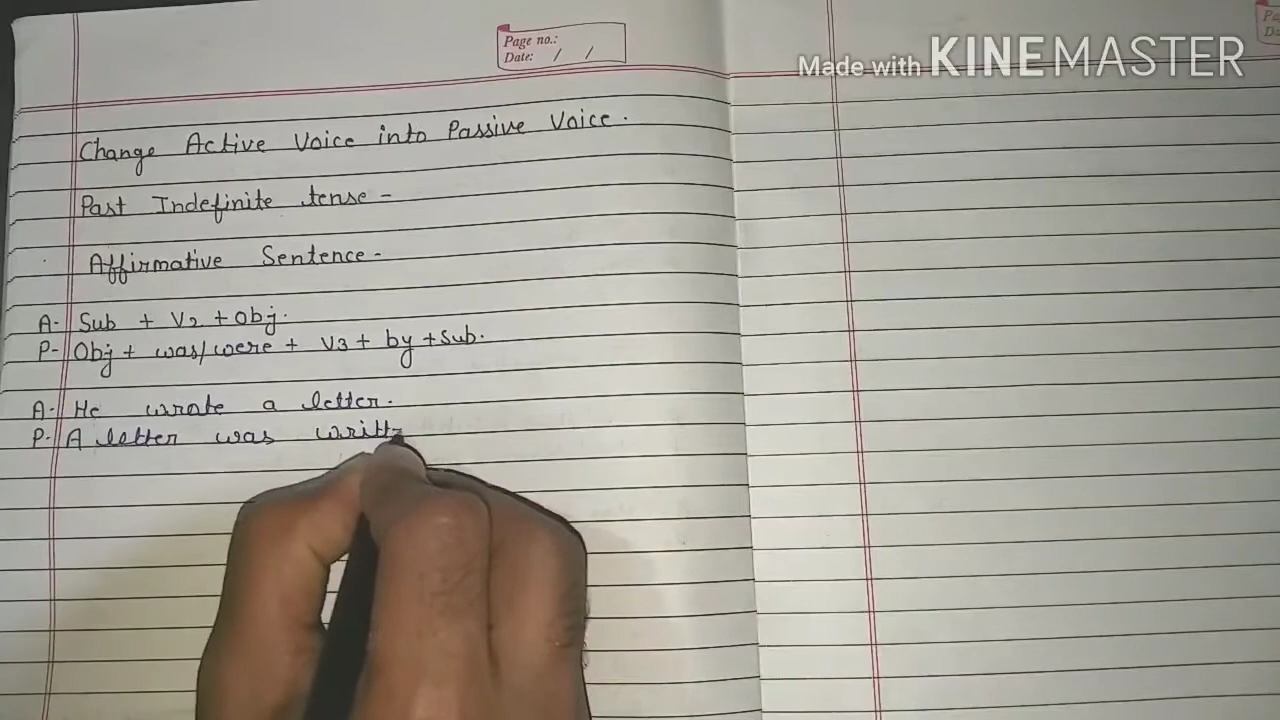 Page no.:
Date: / /
Made with KINEMASTER
Change Active Voice into Passive Voice.
Past Indefinite tense -
Affirmative Sentence -
A- Sub + V2 + Obj.
P- Obj + was/were + V3 + by + Sub.
A- He wrote a letter.
P- A letter was writt